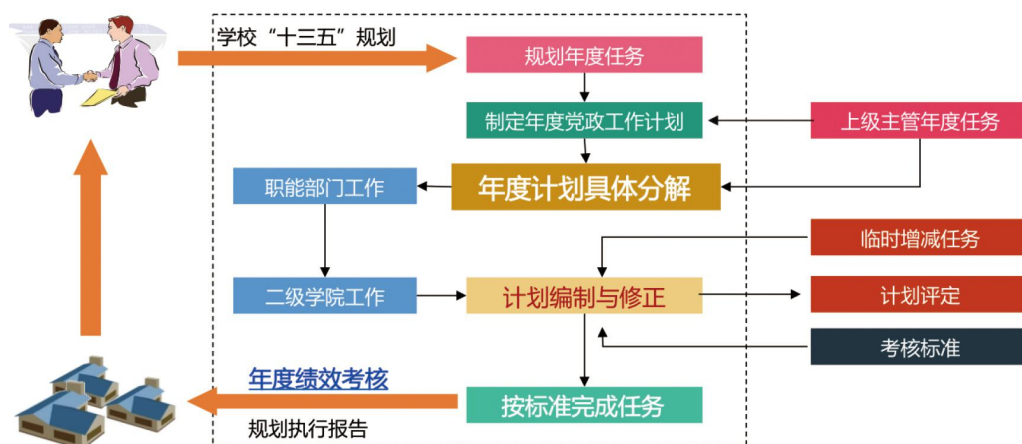 学校“十三五”规划
规划年度任务
制定年度党政工作计划
上级主管年度任务
职能部门工作
年度计划具体分解
临时增减任务
二级学院工作
计划编制与修正
计划评定
考核标准
年度绩效考核
按标准完成任务
规划执行报告